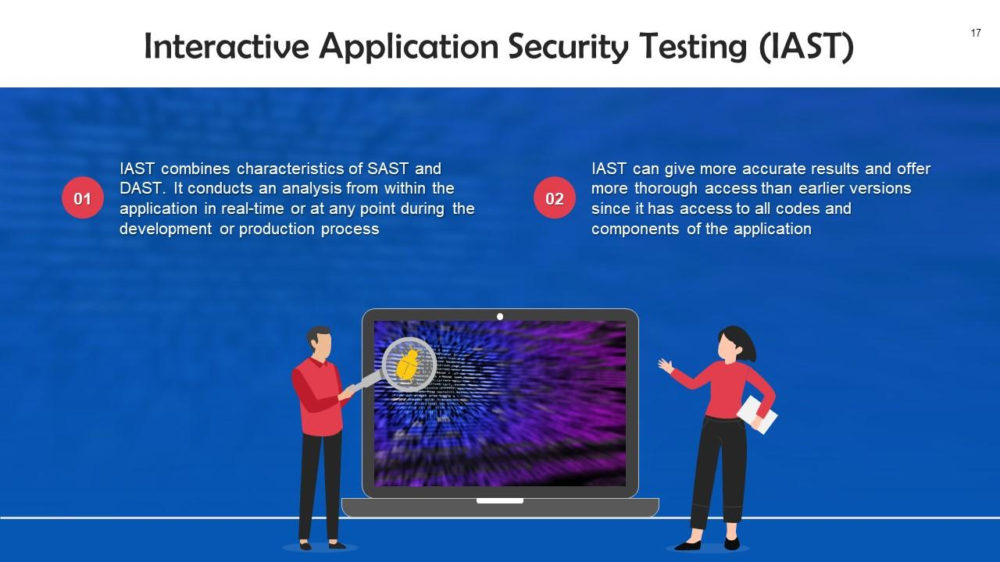 Interactive Application Security Testing (IAST)
17
01
IAST combines characteristics of SAST and
DAST. It conducts an analysis from within the
application in real-time or at any point during the
development or production process
02
IAST can give more accurate results and offer
more thorough access than earlier versions
since it has access to all codes and
components of the application